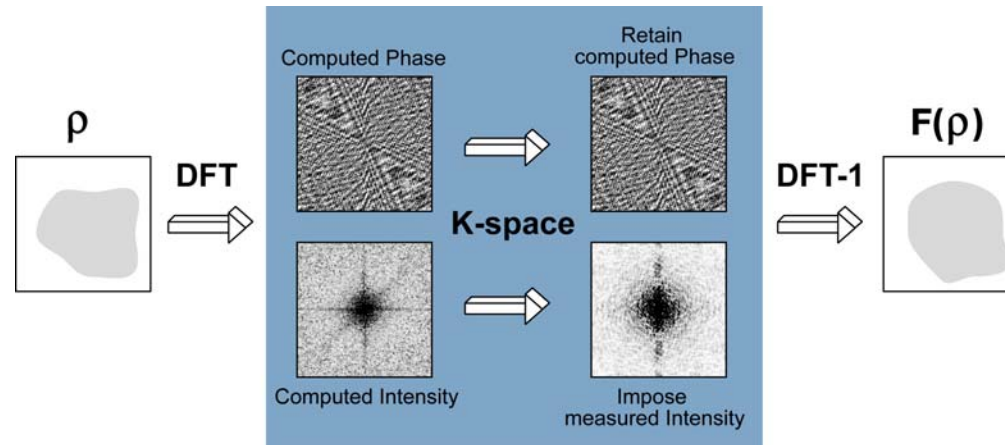 ρ
DFT
Computed Phase
Retain
computed Phase
K-space
Computed Intensity
Impose
measured Intensity
DFT-1
F(ρ)